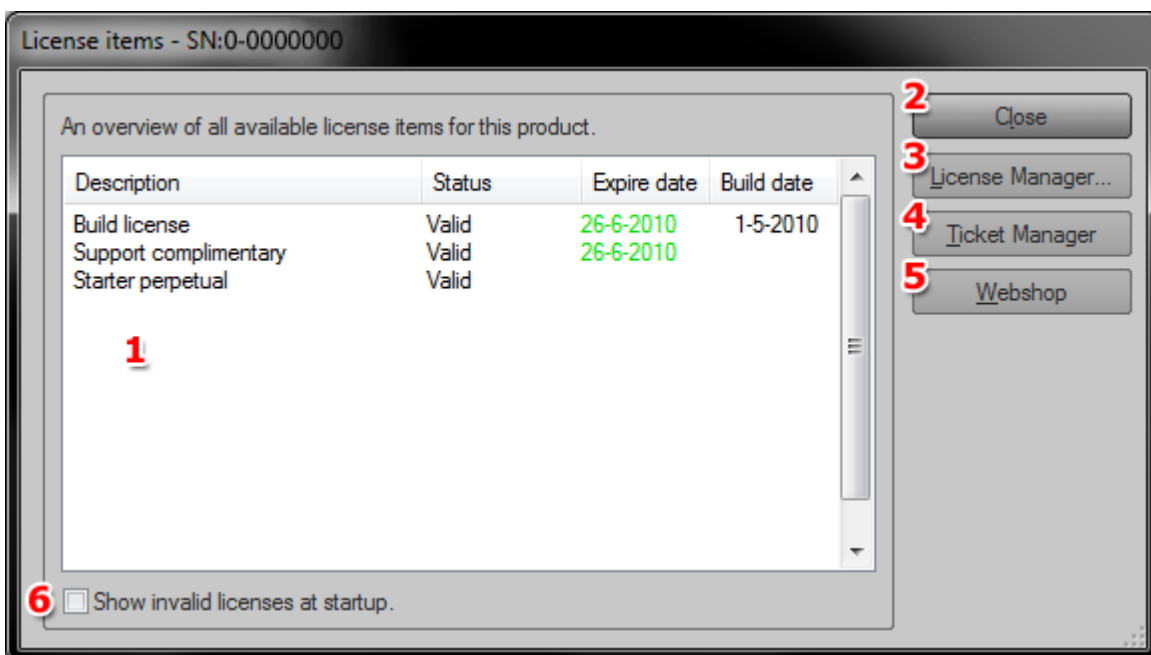 License items - SN:0-0000000
An overview of all available license items for this product.
Description Status Expire date Build date
Build license Valid 26-6-2010 1-5-2010
Support complimentary Valid 26-6-2010
Starter perpetual Valid
1
2 Close
3 License Manager...
4 Ticket Manager
5 Webshop
6 Show invalid licenses at startup.